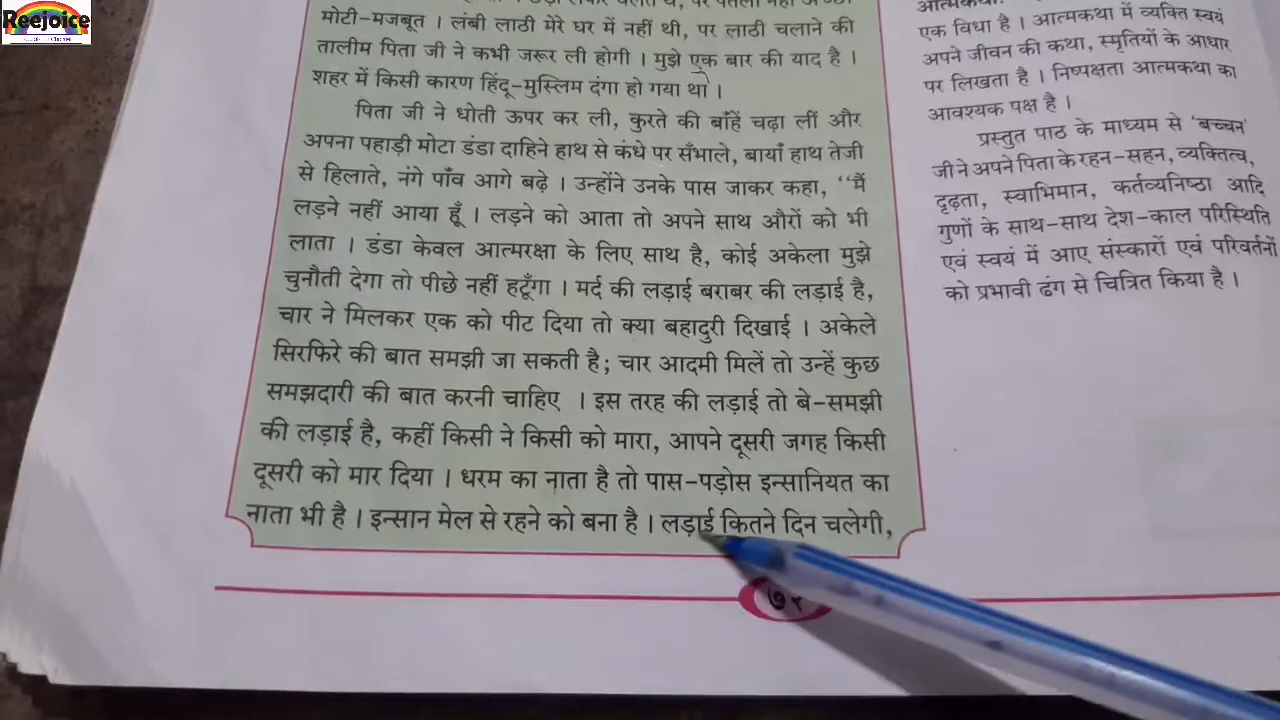 Reejoice
मोटी-मजबूत । लंबी लाठी मेरे घर में नहीं थी, पर लाठी चलाने की
तालीम पिता जी ने कभी जरूर ली होगी । मुझे एक बार की याद है ।
शहर में किसी कारण हिंदू-मुस्लिम दंगा हो गया था ।
पिता जी ने धोती ऊपर कर ली, कुरते की बाँहें चढ़ा लीं और
अपना पहाड़ी मोटा डंडा दाहिने हाथ से कंधे पर सँभाले, बायाँ हाथ तेजी
से हिलाते, नंगे पाँव आगे बढ़े । उन्होंने उनके पास जाकर कहा, ‘‘मैं
लड़ने नहीं आया हूँ । लड़ने को आता तो अपने साथ औरों को भी
लाता । डंडा केवल आत्मरक्षा के लिए साथ है, कोई अकेला मुझे
चुनौती देगा तो पीछे नहीं हटूँगा । मर्द की लड़ाई बराबर की लड़ाई है,
चार ने मिलकर एक को पीट दिया तो क्या बहादुरी दिखाई । अकेले
सिरफिरे की बात समझी जा सकती है; चार आदमी मिलें तो उन्हें कुछ
समझदारी की बात करनी चाहिए । इस तरह की लड़ाई तो बे-समझी
की लड़ाई है, कहीं किसी ने किसी को मारा, आपने दूसरी जगह किसी
दूसरी को मार दिया । धरम का नाता है तो पास-पड़ोस इन्सानियत का
नाता भी है । इन्सान मेल से रहने को बना है । लड़ाई कितने दिन चलेगी,
आत्मकथा:
एक विधा है । आत्मकथा में व्यक्ति स्वयं
अपने जीवन की कथा, स्मृतियों के आधार
पर लिखता है । निष्पक्षता आत्मकथा का
आवश्यक पक्ष है ।
प्रस्तुत पाठ के माध्यम से ‘बच्चन’
जी ने अपने पिता के रहन-सहन, व्यक्तित्व,
दृढ़ता, स्वाभिमान, कर्तव्यनिष्ठा आदि
गुणों के साथ-साथ देश-काल परिस्थिति
एवं स्वयं में आए संस्कारों एवं परिवर्तनों
को प्रभावी ढंग से चित्रित किया है ।